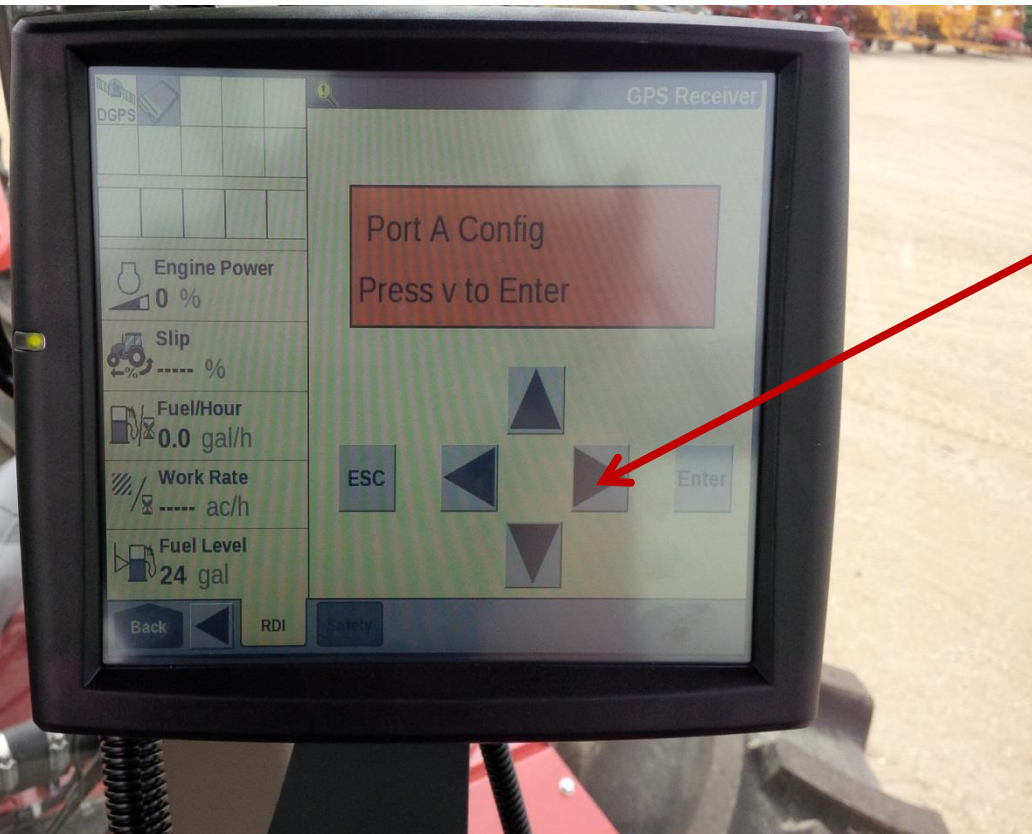 DGPS
GPS Receiver
Port A Config
Press v to Enter
Engine Power
0 %
Slip
----- %
Fuel/Hour
0.0 gal/h
Work Rate
----- ac/h
Fuel Level
24 gal
ESC
Enter
Back
RDI
Safety